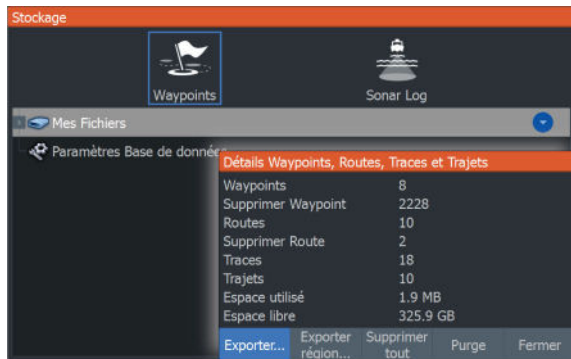 Stockage
Waypoints
Sonar Log
Mes Fichiers
Paramètres Base de données
Détails Waypoints, Routes, Traces et Trajets
Waypoints 8
Supprimer Waypoint 2228
Routes 10
Supprimer Route 2
Traces 18
Trajets 10
Espace utilisé 1.9 MB
Espace libre 325.9 GB
Exporter...
Exporter région...
Supprimer tout
Purge
Fermer